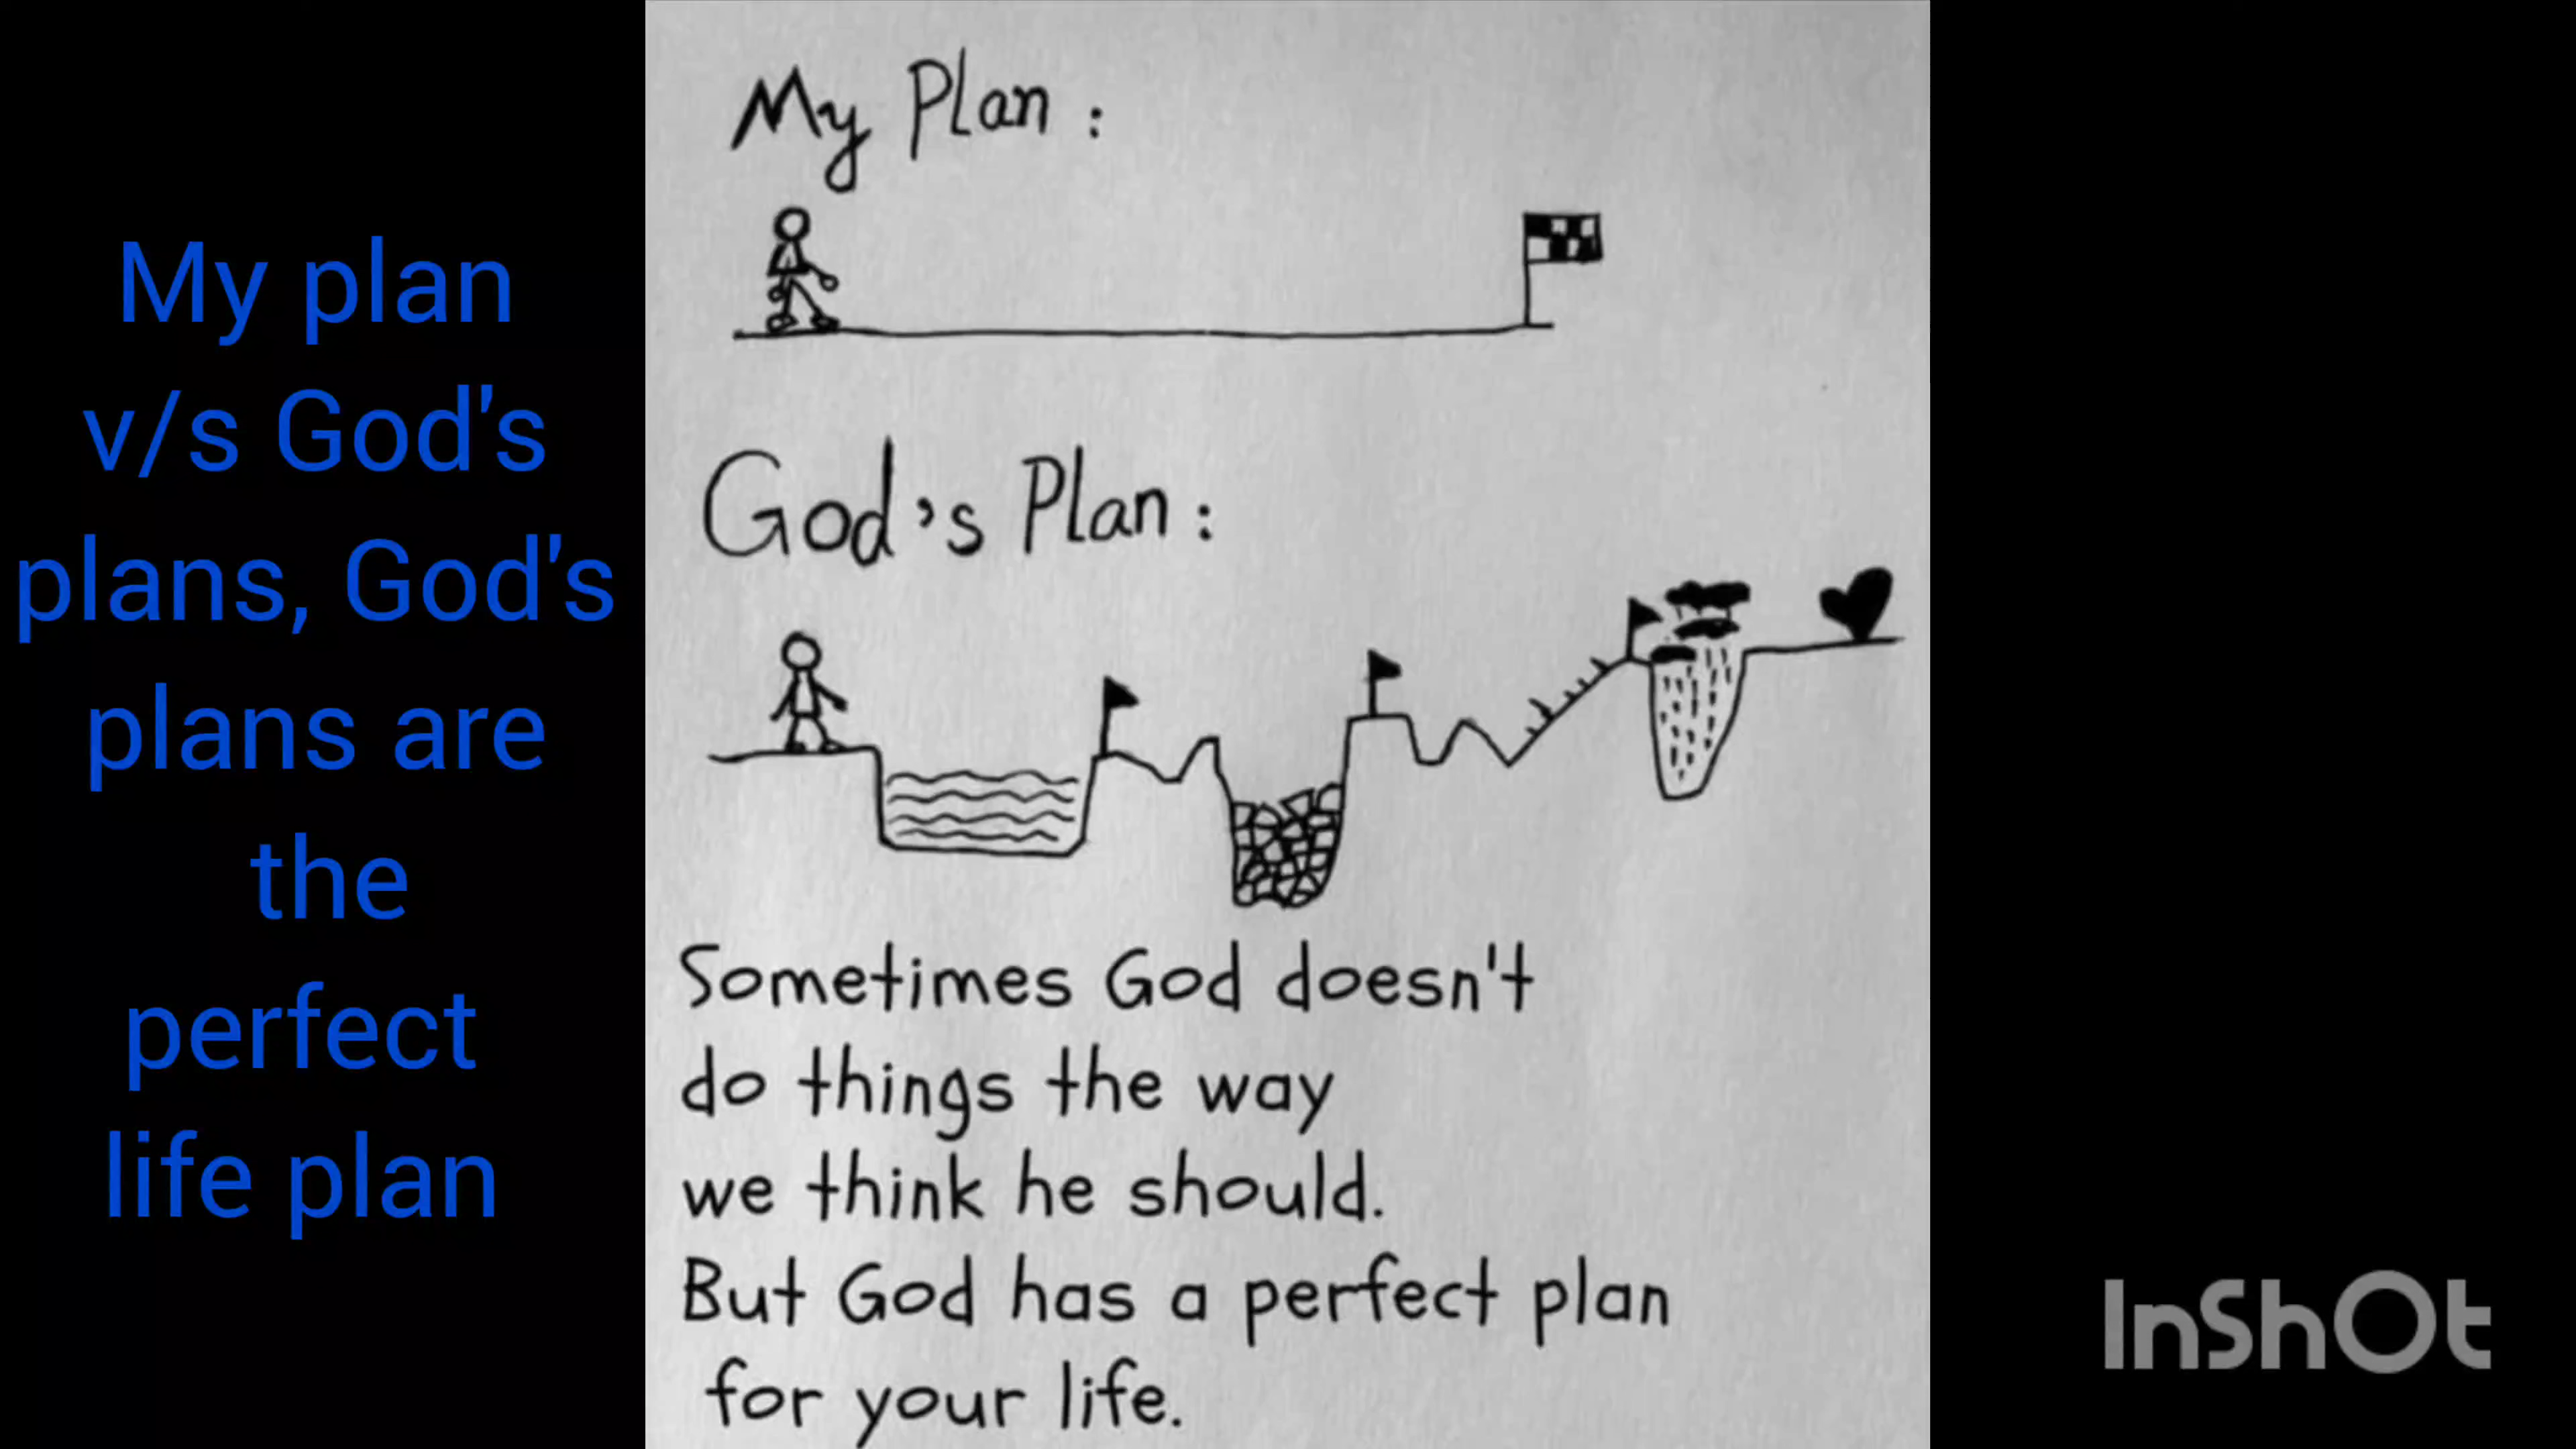 My plan
v/s God's
plans, God's
plans are
the
perfect
life plan
My Plan :
God's Plan :
Sometimes God doesn't
do things the way
we think he should.
But God has a perfect plan
for your life.
InShOt